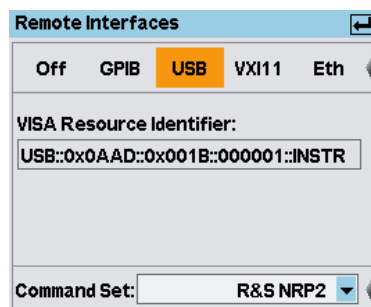 Remote Interfaces
Off GPIB USB VXI11 Eth
VISA Resource Identifier:
USB::0x0AAD::0x001B::000001::INSTR
Command Set: R&S NRP2